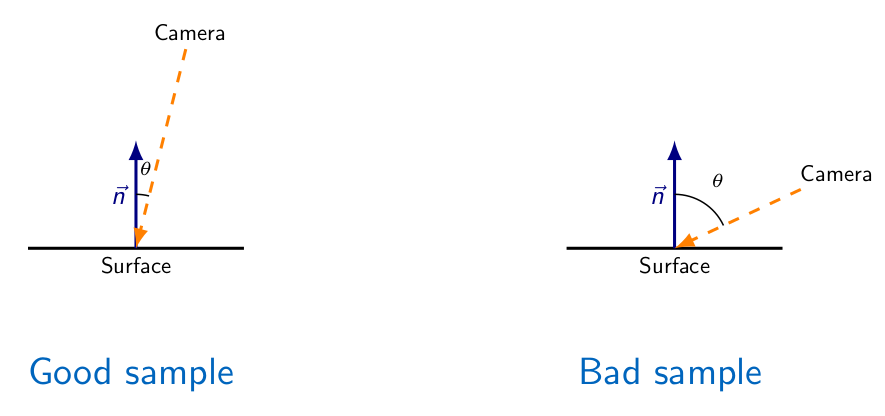 Camera
θ
n⃗
Surface
Good sample
Camera
θ
n⃗
Surface
Bad sample